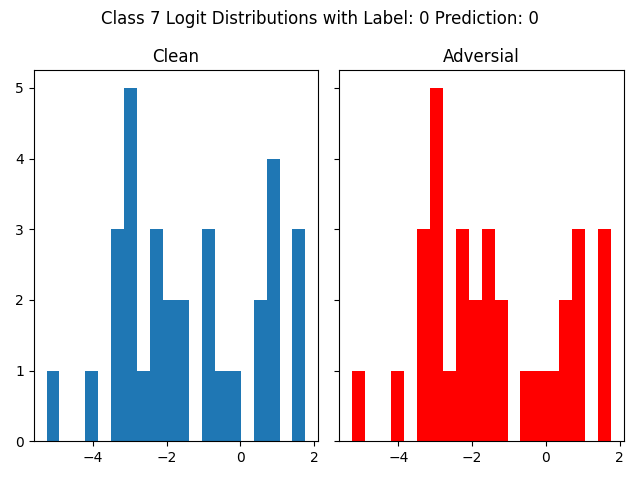 Class 7 Logit Distributions with Label: 0 Prediction: 0
Clean
Adversial
5
4
3
2
1
0
−4 −2 0 2
−4 −2 0 2